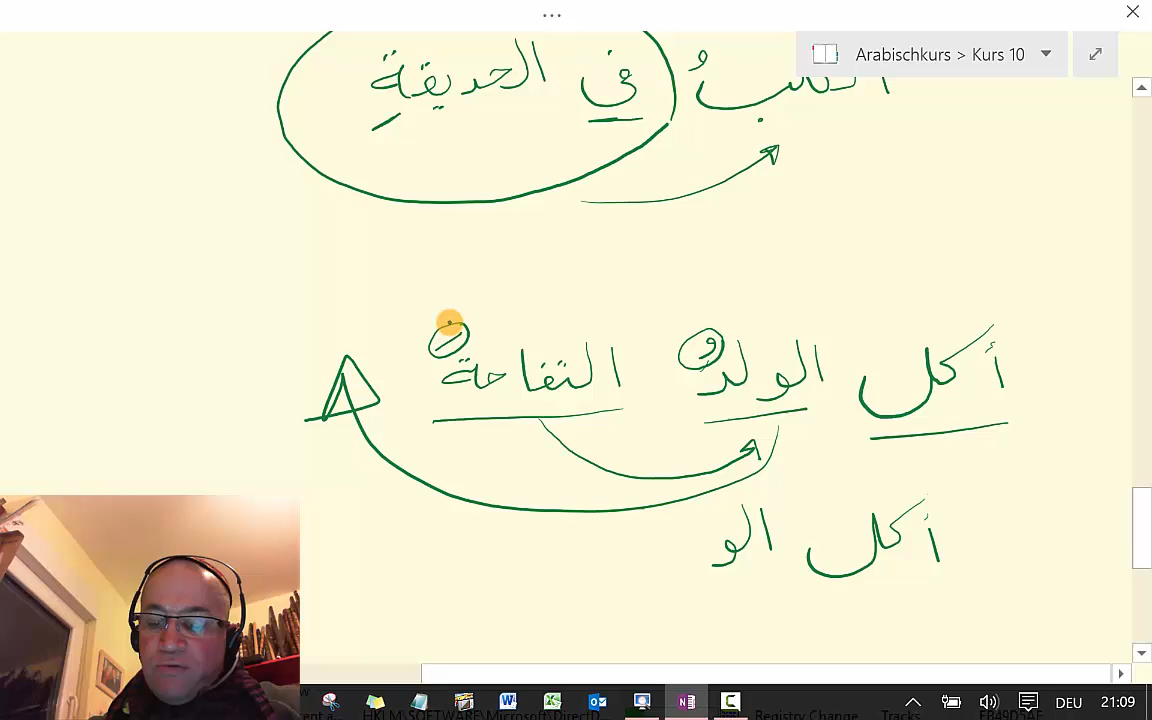 Arabischkurs > Kurs 10
في الحديقةِ
أكل الولدُ التفاحةَ
أكل الو
DEU 21:09